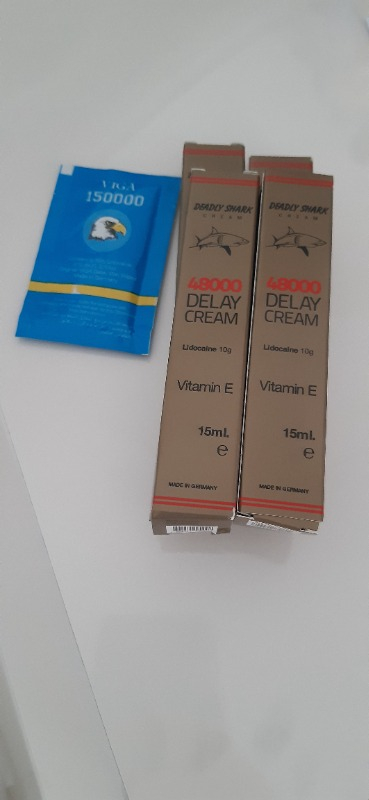 VIGA
150000
DEADLY SHARK
CREAM
48000
DELAY
CREAM
Lidocaine 10g
Vitamin E
15ml.
e
MADE IN GERMANY
DEADLY SHARK
CREAM
48000
DELAY
CREAM
Lidocaine 10g
Vitamin E
15ml.
e
MADE IN GERMANY